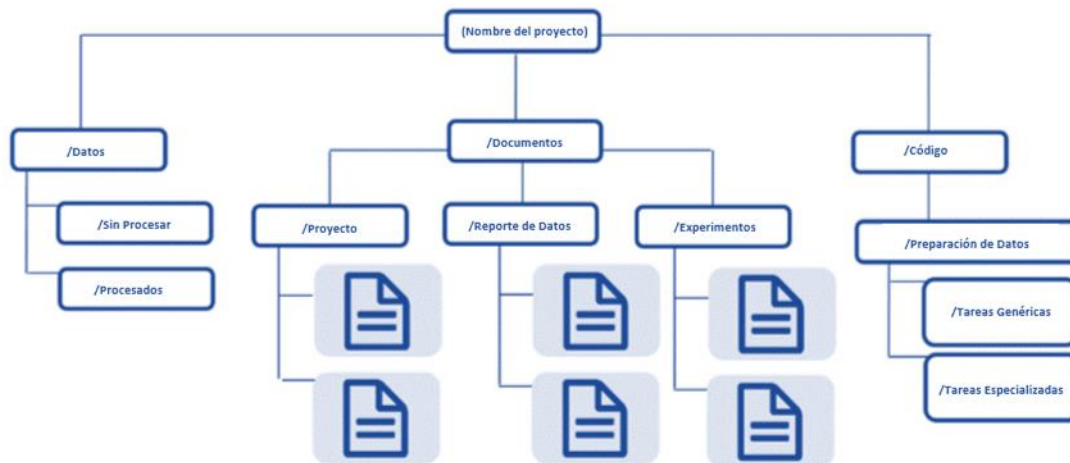 (Nombre del proyecto)
/Datos
/Documentos
/Código
/Sin Procesar
/Proyecto
/Reporte de Datos
/Experimentos
/Preparación de Datos
/Procesados
/Tareas Genéricas
/Tareas Especializadas